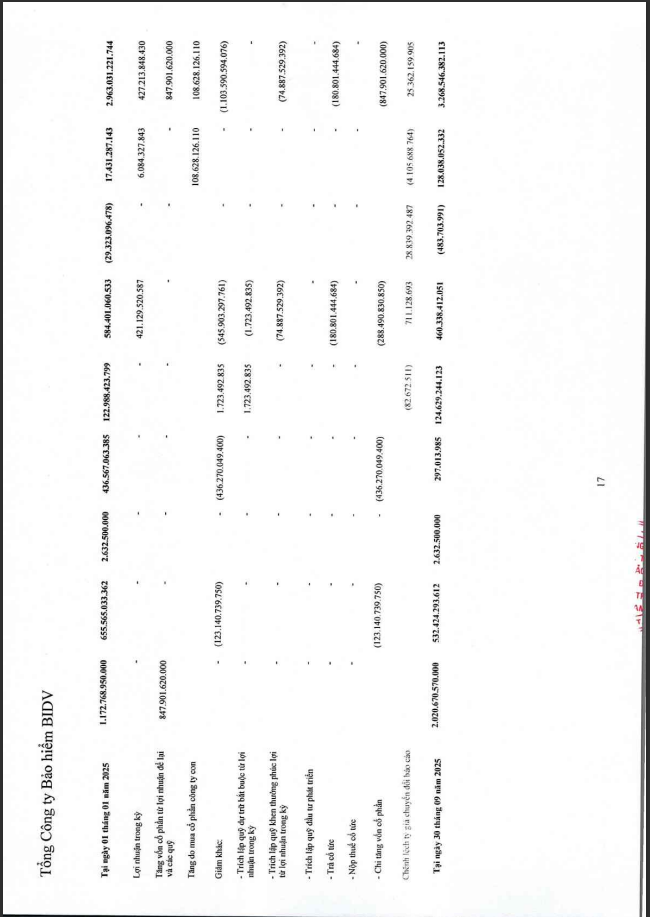 Tổng Công ty Bảo hiểm BIDV
Tại ngày 01 tháng 01 năm 2025 1.172.768.950.000 655.565.033.362 2.632.500.000 436.567.063.385 122.988.423.799 584.401.060.533 (29.323.096.478) 17.431.287.143 2.963.031.221.744
Lợi nhuận trong kỳ - - - - - 421.129.520.587 - 6.084.327.843 427.213.848.430
Tăng vốn cổ phần từ lợi nhuận để lại
và các quỹ 847.901.620.000 - - - - - - - 847.901.620.000
Tăng do mua cổ phần công ty con 108.628.126.110 108.628.126.110
Giảm khác: - (123.140.739.750) - (436.270.049.400) 1.723.492.835 (545.903.297.761) - - (1.103.590.594.076)
- Trích lập quỹ dự trữ bắt buộc từ lợi
nhuận trong kỳ - - - - 1.723.492.835 (1.723.492.835) - - -
- Trích lập quỹ khen thưởng phúc lợi
từ lợi nhuận trong kỳ - - - - - (74.887.529.392) - - (74.887.529.392)
- Trích lập quỹ đầu tư phát triển - - - - - - - - -
- Trả cổ tức - - - - - (180.801.444.684) - - (180.801.444.684)
- Nộp thuế cổ tức - - - - - - - - -
- Chi tăng vốn cổ phần (123.140.739.750) - (436.270.049.400) (288.490.830.850) (847.901.620.000)
Chênh lệch tỷ giá chuyển đổi báo cáo (82.672.511) 711.128.693 28.839.392.487 (4.105.688.764) 25.362.159.905
Tại ngày 30 tháng 09 năm 2025 2.020.670.570.000 532.424.293.612 2.632.500.000 297.013.985 124.629.244.123 460.338.412.051 (483.703.991) 128.038.052.332 3.268.546.382.113
17